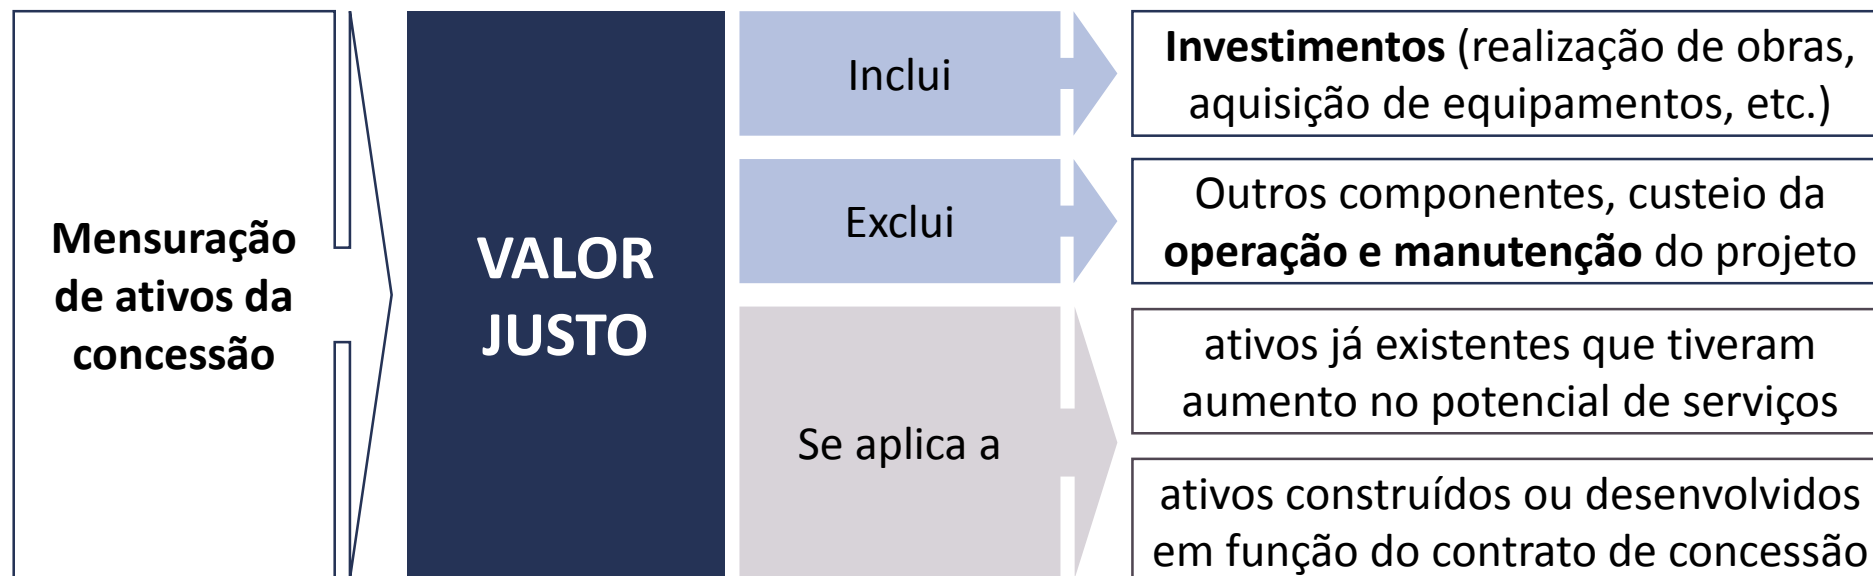 Mensuração
de ativos da
concessão
VALOR
JUSTO
Inclui
Investimentos (realização de obras,
aquisição de equipamentos, etc.)
Exclui
Outros componentes, custeio da
operação e manutenção do projeto
Se aplica a
ativos já existentes que tiveram
aumento no potencial de serviços
ativos construídos ou desenvolvidos
em função do contrato de concessão